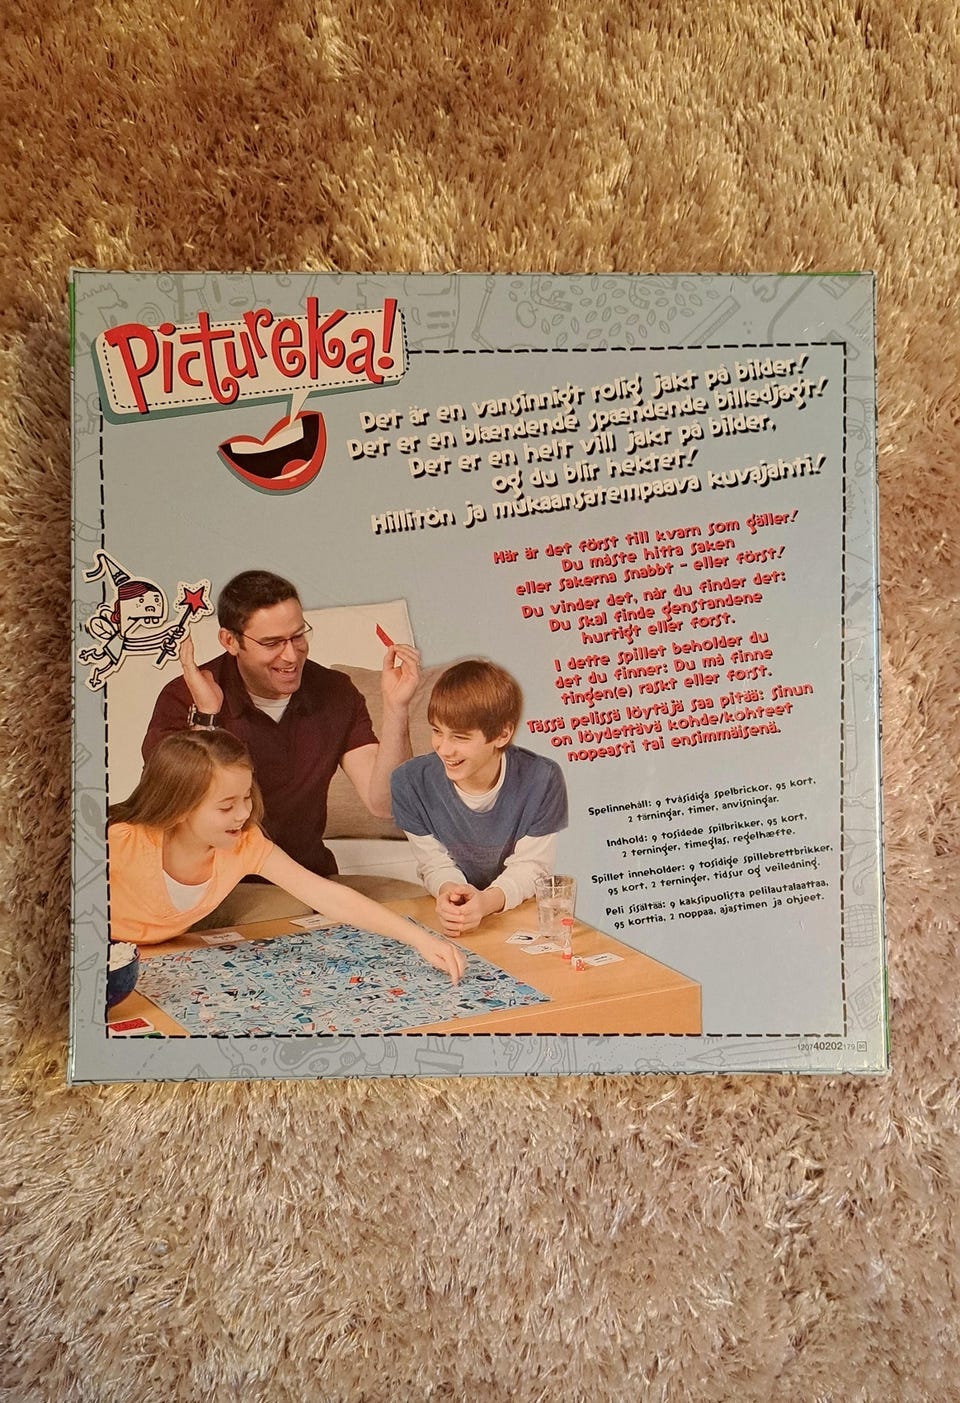 Pictureka!
Det är en vansinnigt rolig jakt på bilder!
Det er en blændende spændende billedjagt!
Det er en helt vill jakt på bilder,
og du blir hektet!
Hillitön ja mukaansatempaava kuvajahti!
Här är det först till kvarn som gäller!
Du måste hitta saken
eller sakerna snabbt - eller först!
Du vinder det, når du finder det:
Du skal finde genstandene
hurtigt eller først.
I dette spillet beholder du
det du finner: Du må finne
tingen(e) raskt eller først.
Tässä pelissä löytäjä saa pitää: sinun
on löydettävä kohde/kohteet
nopeasti tai ensimmäisenä.
Spelinnehåll: 9 tvåsidiga spelbrickor, 95 kort,
2 tärningar, timer, anvisningar.
Indhold: 9 tosidede spilbrikker, 95 kort,
2 terninger, timeglas, regelhæfte.
Spillet inneholder: 9 tosidige spillebrettbrikker,
95 kort, 2 terninger, tidsur og veiledning.
Peli sisältää: 9 kaksipuolista pelilautalaattaa,
95 korttia, 2 noppaa, ajastimen ja ohjeet.
120740202179